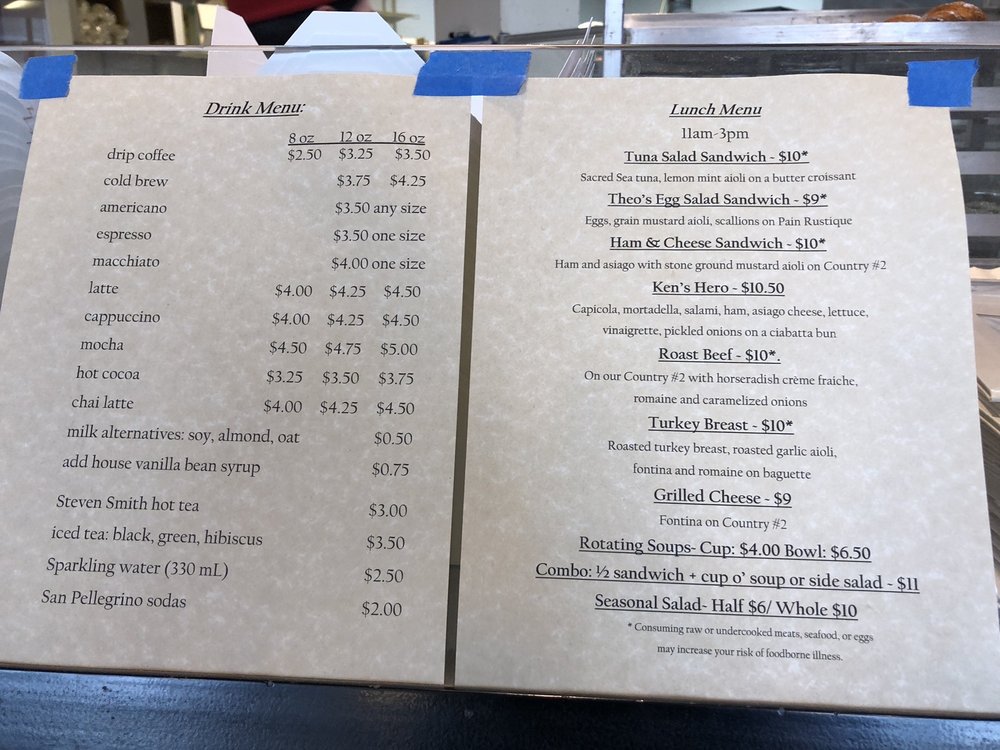 Drink Menu:
8 oz 12 oz 16 oz
drip coffee $2.50 $3.25 $3.50
cold brew $3.75 $4.25
americano $3.50 any size
espresso $3.50 one size
macchiato $4.00 one size
latte $4.00 $4.25 $4.50
cappuccino $4.00 $4.25 $4.50
mocha $4.50 $4.75 $5.00
hot cocoa $3.25 $3.50 $3.75
chai latte $4.00 $4.25 $4.50
milk alternatives: soy, almond, oat $0.50
add house vanilla bean syrup $0.75
Steven Smith hot tea $3.00
iced tea: black, green, hibiscus $3.50
Sparkling water (330 mL) $2.50
San Pellegrino sodas $2.00
Lunch Menu
11am-3pm
Tuna Salad Sandwich - $10*
Sacred Sea tuna, lemon mint aioli on a butter croissant
Theo's Egg Salad Sandwich - $9*
Eggs, grain mustard aioli, scallions on Pain Rustique
Ham & Cheese Sandwich - $10*
Ham and asiago with stone ground mustard aioli on Country #2
Ken's Hero - $10.50
Capicola, mortadella, salami, ham, asiago cheese, lettuce,
vinaigrette, pickled onions on a ciabatta bun
Roast Beef - $10*.
On our Country #2 with horseradish crème fraiche,
romaine and caramelized onions
Turkey Breast - $10*
Roasted turkey breast, roasted garlic aioli,
fontina and romaine on baguette
Grilled Cheese - $9
Fontina on Country #2
Rotating Soups- Cup: $4.00 Bowl: $6.50
Combo: ½ sandwich + cup o' soup or side salad - $11
Seasonal Salad- Half $6/ Whole $10
* Consuming raw or undercooked meats, seafood, or eggs
may increase your risk of foodborne illness.